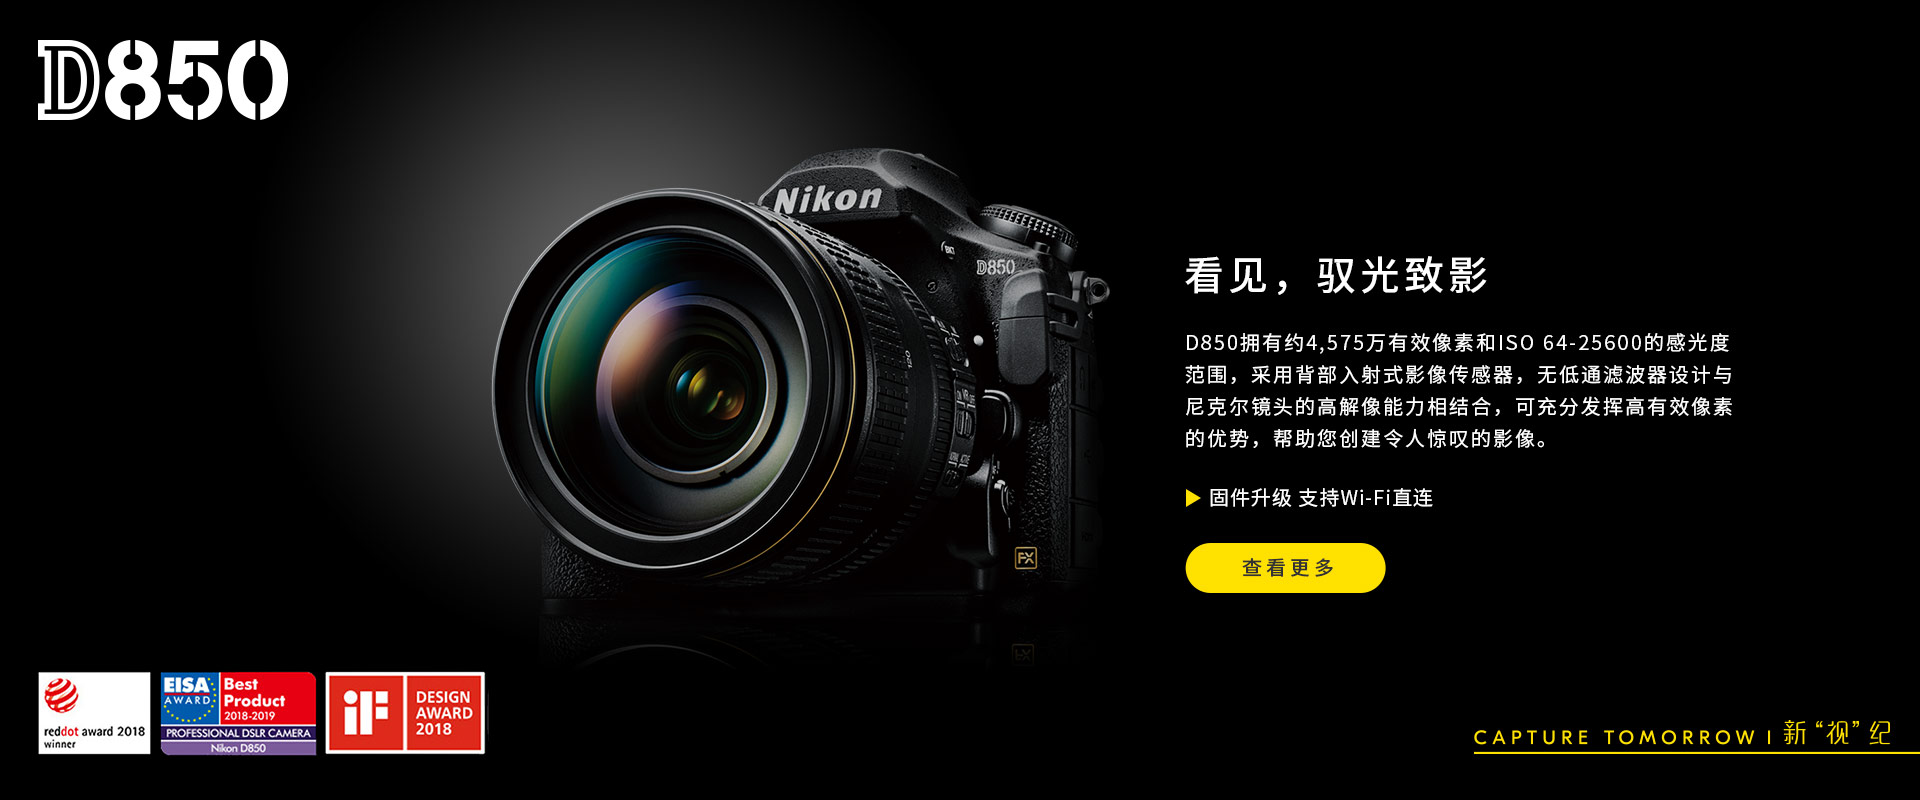 D850
Nikon
BKT
D850
120
FX
看见，驭光致影
D850拥有约4,575万有效像素和ISO 64-25600的感光度
范围，采用背部入射式影像传感器，无低通滤波器设计与
尼克尔镜头的高解像能力相结合，可充分发挥高有效像素
的优势，帮助您创建令人惊叹的影像。
▶ 固件升级 支持Wi-Fi直连
查看更多
reddot award 2018
winner
EISA
AWARD
Best
Product
2018-2019
PROFESSIONAL DSLR CAMERA
Nikon D850
iF
DESIGN
AWARD
2018
CAPTURE TOMORROW | 新“视”纪